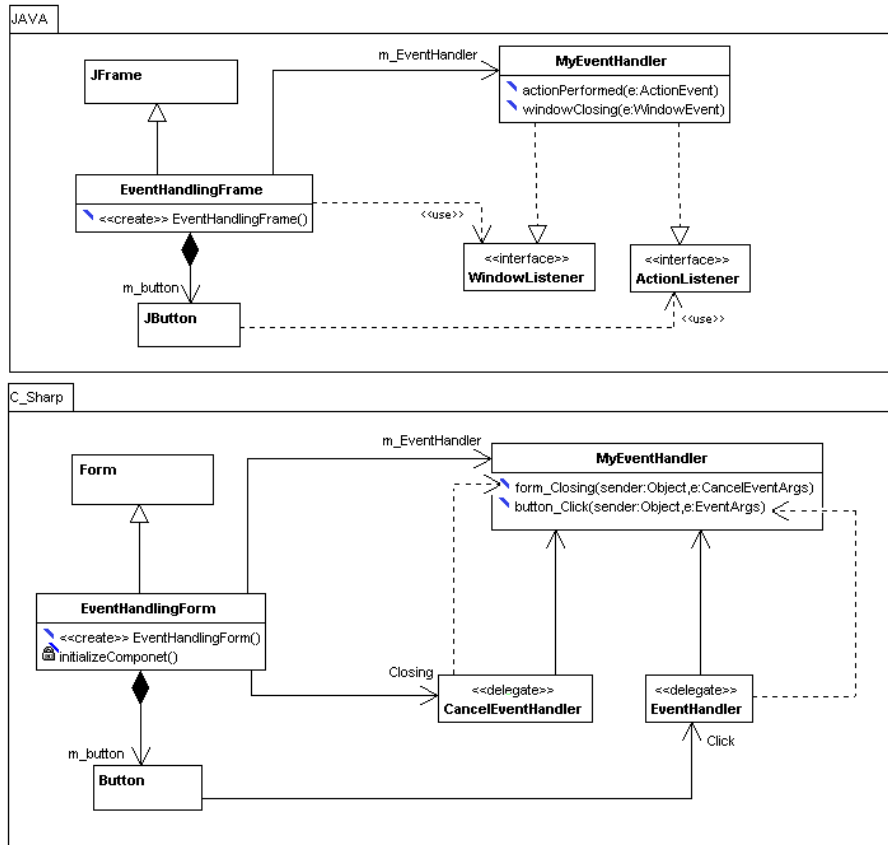 JAVA
m_EventHandler
MyEventHandler
actionPerformed(e:ActionEvent)
windowClosing(e:WindowEvent)
JFrame
EventHandlingFrame
<<create>> EventHandlingFrame()
<<use>>
<<interface>>
WindowListener
<<interface>>
ActionListener
m_button
JButton
<<use>>
C_Sharp
m_EventHandler
MyEventHandler
form_Closing(sender:Object,e:CancelEventArgs)
button_Click(sender:Object,e:EventArgs)
Form
EventHandlingForm
<<create>> EventHandlingForm()
initializeComponet()
Closing
<<delegate>>
CancelEventHandler
<<delegate>>
EventHandler
Click
m_button
Button